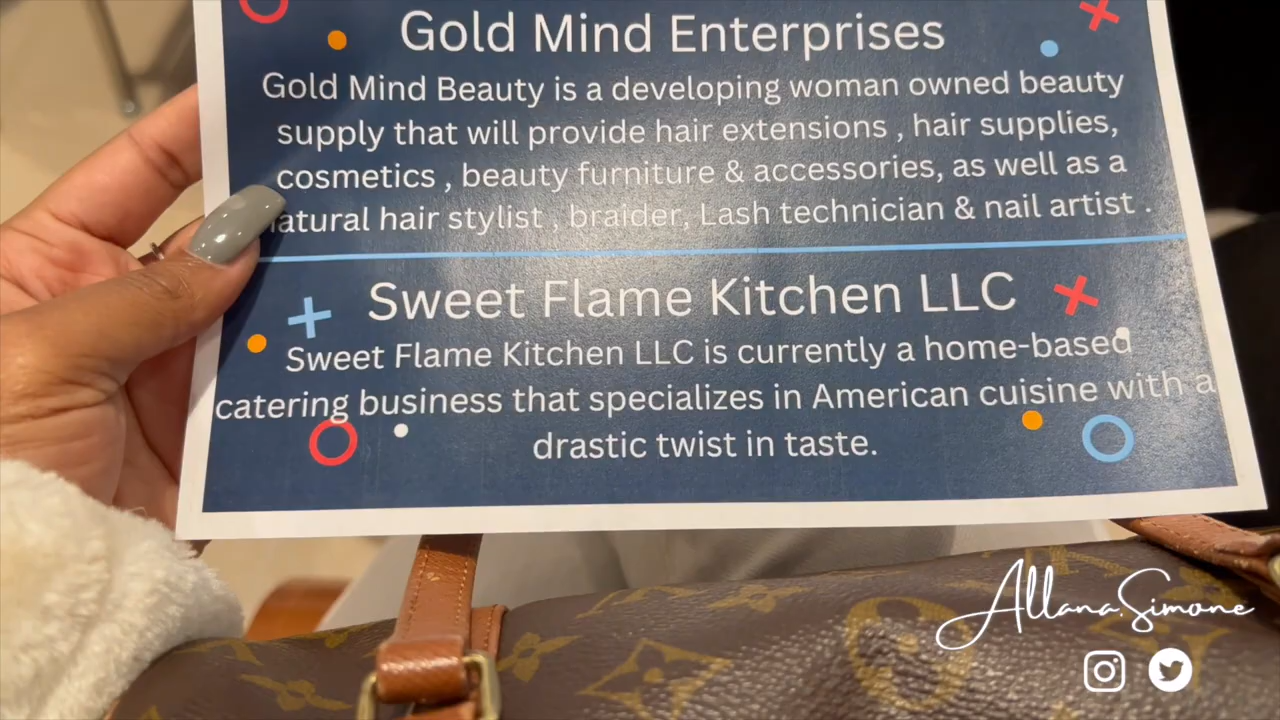 Gold Mind Enterprises
Gold Mind Beauty is a developing woman owned beauty
supply that will provide hair extensions , hair supplies,
cosmetics , beauty furniture & accessories, as well as a
natural hair stylist , braider, Lash technician & nail artist .
Sweet Flame Kitchen LLC
Sweet Flame Kitchen LLC is currently a home-based
catering business that specializes in American cuisine with a
drastic twist in taste.
Allana.Simone